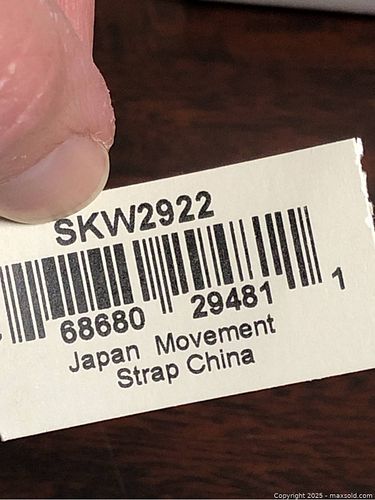 SKW2922
68680 29481 1
Japan Movement
Strap China
Copyright 2025 - maxsold.com